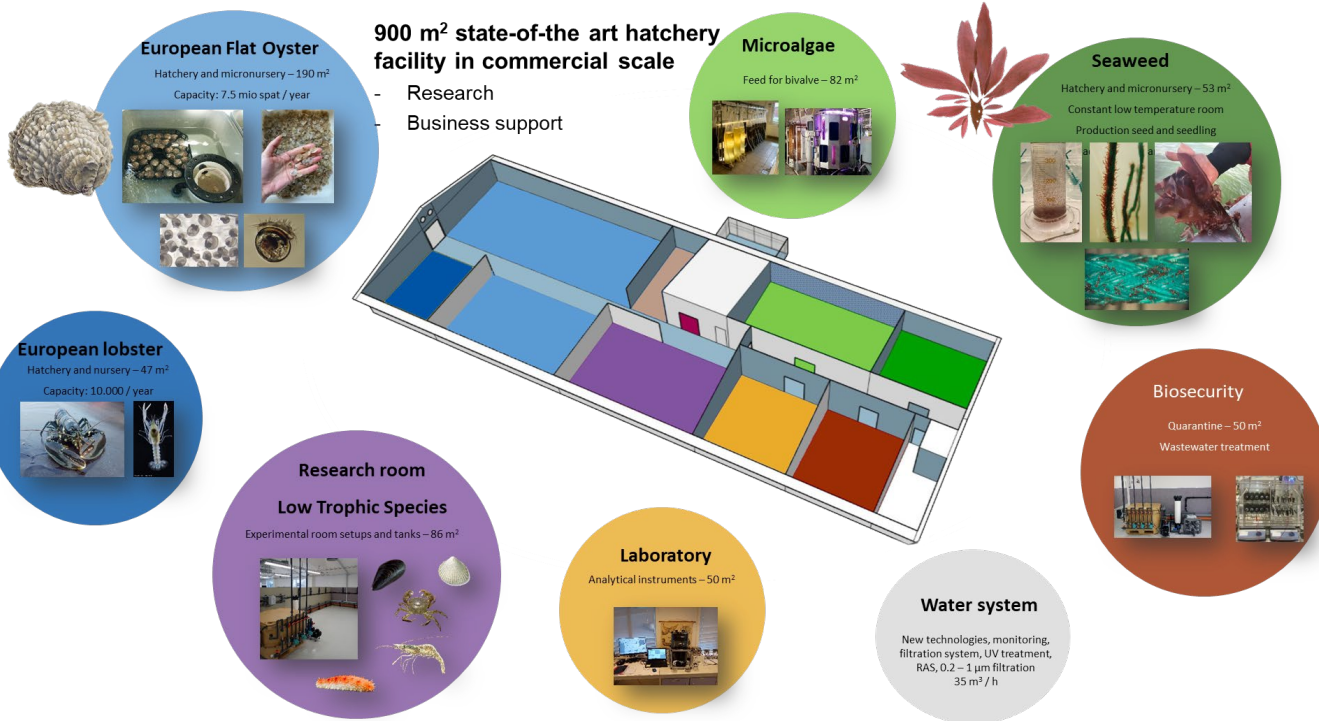 900 m² state-of-the art hatchery
facility in commercial scale
- Research
- Business support
European Flat Oyster
Hatchery and micronursery – 190 m²
Capacity: 7.5 mio spat / year
Microalgae
Feed for bivalve – 82 m²
Seaweed
Hatchery and micronursery – 53 m²
Constant low temperature room
Production seed and seedling
European lobster
Hatchery and nursery – 47 m²
Capacity: 10.000 / year
Biosecurity
Quarantine – 50 m²
Wastewater treatment
Research room
Low Trophic Species
Experimental room setups and tanks – 86 m²
Laboratory
Analytical instruments – 50 m²
Water system
New technologies, monitoring,
filtration system, UV treatment,
RAS, 0.2 – 1 µm filtration
35 m³ / h